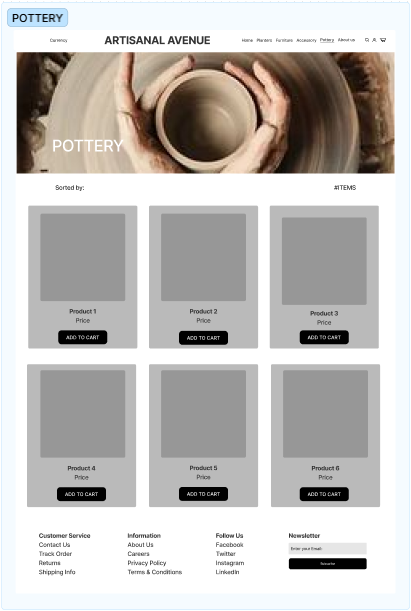 POTTERY
Currency
ARTISANAL AVENUE
Home Planters Furniture Accessory Pottery About us
POTTERY
Sorted by:
#ITEMS
Product 1
Price
ADD TO CART
Product 2
Price
ADD TO CART
Product 3
Price
ADD TO CART
Product 4
Price
ADD TO CART
Product 5
Price
ADD TO CART
Product 6
Price
ADD TO CART
Customer Service
Contact Us
Track Order
Returns
Shipping Info
Information
About Us
Careers
Privacy Policy
Terms & Conditions
Follow Us
Facebook
Twitter
Instagram
LinkedIn
Newsletter
Enter your Email: